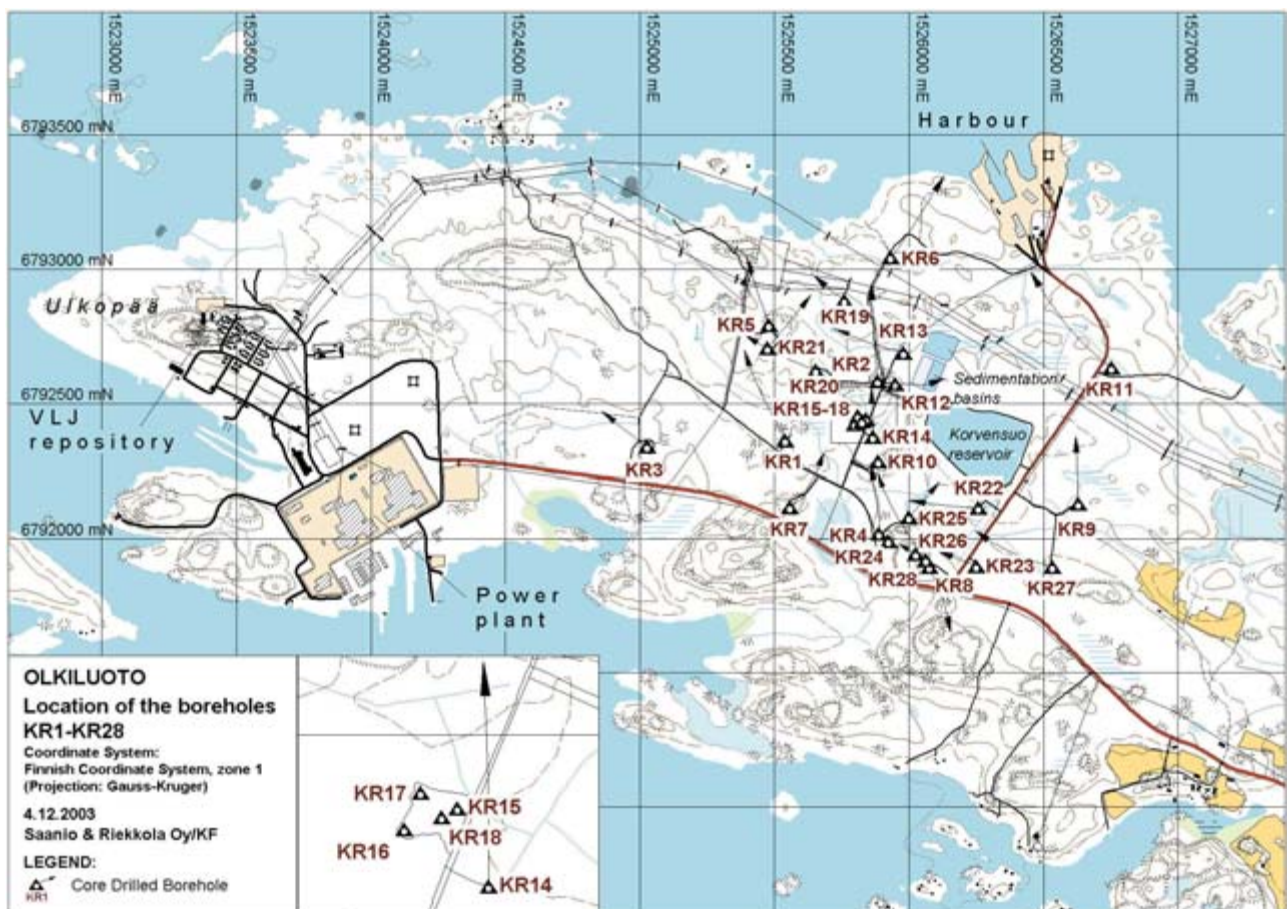 1523000 mE
1523500 mE
1524000 mE
1524500 mE
1525000 mE
1525500 mE
1526000 mE
1526500 mE
1527000 mE
6793500 mN
Harbour
6793000 mN
KR6
Ulkopää
KR19
KR5
KR13
KR21
KR2
KR20
Sedimentation
basins
KR11
6792500 mN
KR12
KR15-18
VLJ
repository
KR14
Korvensuo
reservoir
KR3
KR1
KR10
KR22
KR7
KR9
6792000 mN
KR25
KR4
KR26
KR24
KR28
KR8
KR23
KR27
Power
plant
OLKILUOTO
Location of the boreholes
KR1-KR28
Coordinate System:
Finnish Coordinate System, zone 1
(Projection: Gauss-Kruger)
4.12.2003
Saanio & Riekkola Oy/KF
LEGEND:
KR1
Core Drilled Borehole
KR17
KR15
KR18
KR16
KR14